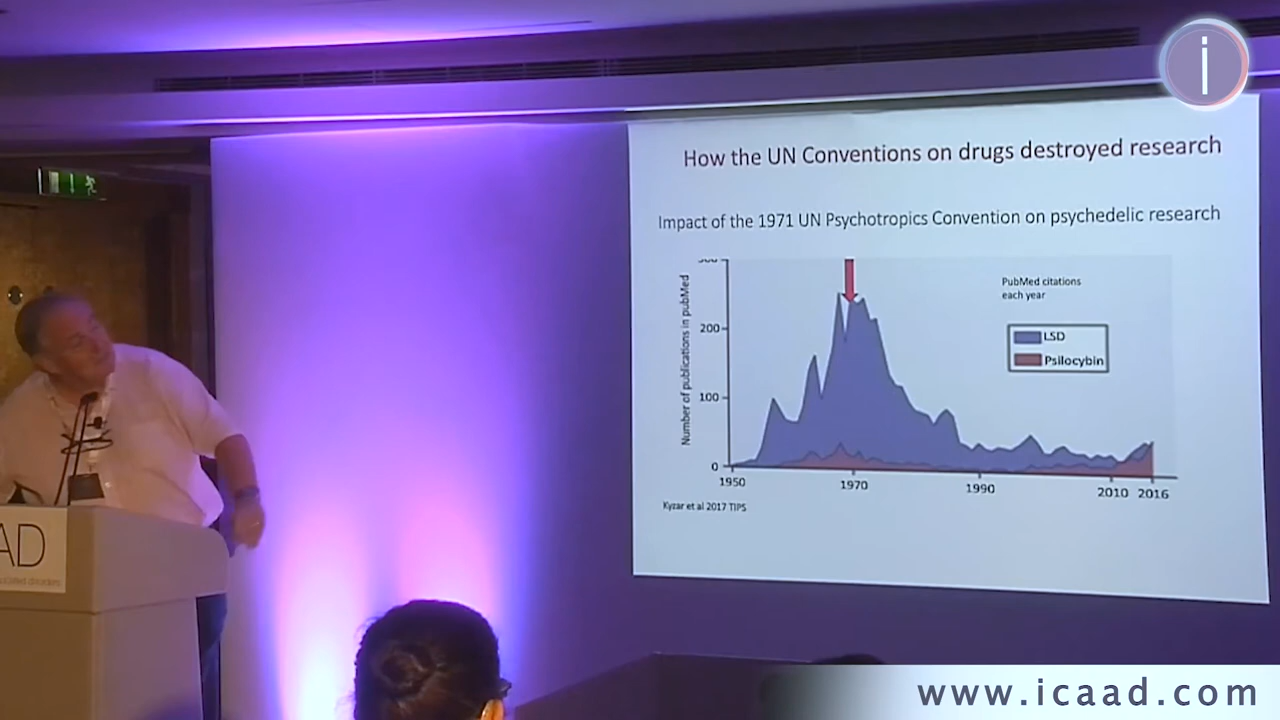 i
How the UN Conventions on drugs destroyed research
Impact of the 1971 UN Psychotropics Convention on psychedelic research
PubMed citations
each year
LSD
Psilocybin
Number of publications in pubMed
200
100
0
1950
1970
1990
2010
2016
Kyzar et al 2017 TIPS
AD
www.icaad.com